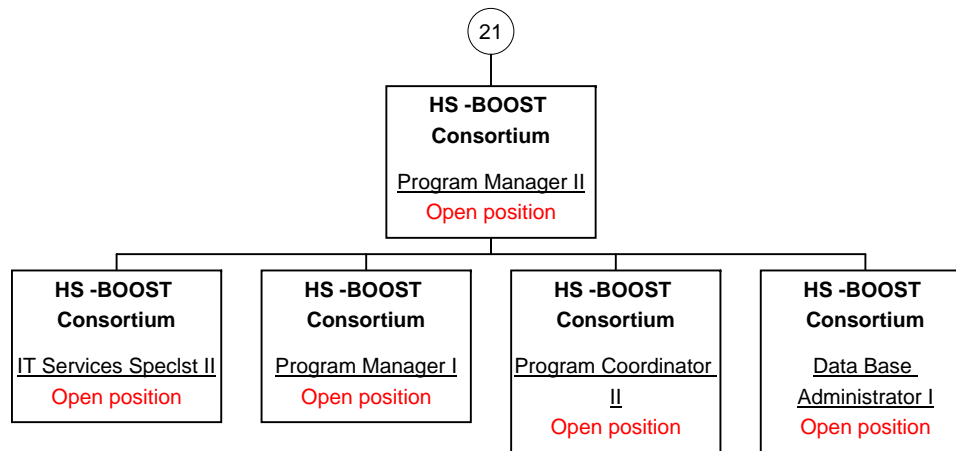 21
HS -BOOST
Consortium
Program Manager II
Open position
HS -BOOST
Consortium
IT Services Speclst II
Open position
HS -BOOST
Consortium
Program Manager I
Open position
HS -BOOST
Consortium
Program Coordinator
II
Open position
HS -BOOST
Consortium
Data Base
Administrator I
Open position